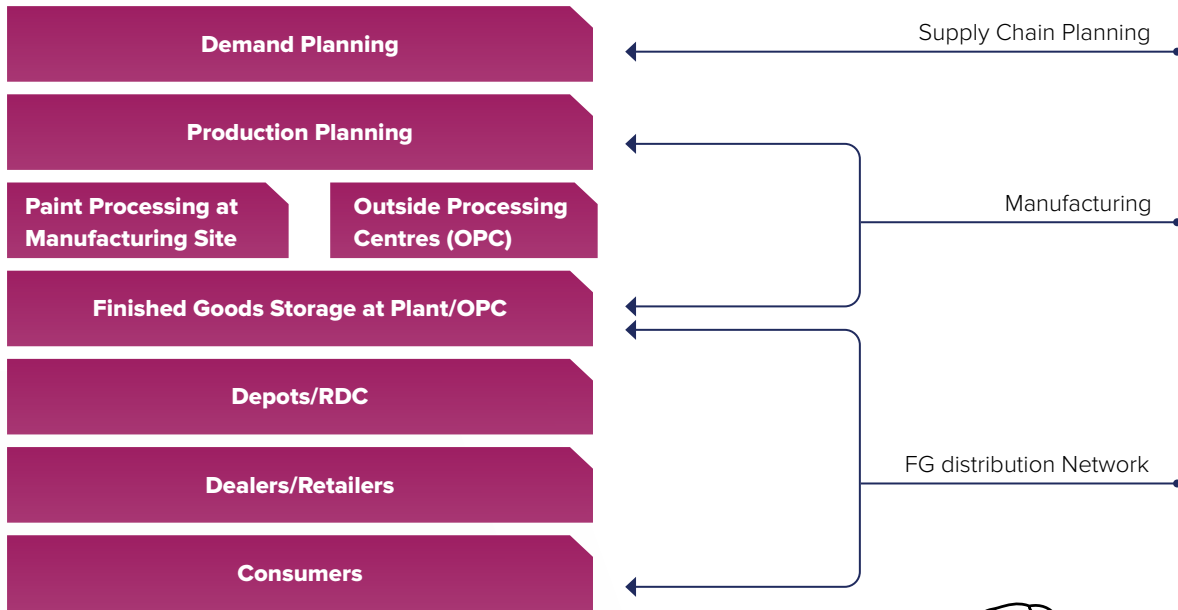 Demand Planning
Supply Chain Planning
Production Planning
Paint Processing at
Manufacturing Site
Outside Processing
Centres (OPC)
Manufacturing
Finished Goods Storage at Plant/OPC
Depots/RDC
Dealers/Retailers
FG distribution Network
Consumers